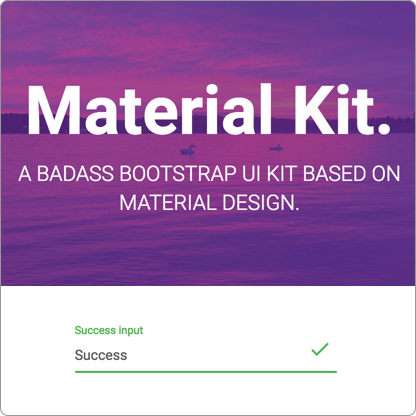 Material Kit.
A BADASS BOOTSTRAP UI KIT BASED ON
MATERIAL DESIGN.
Success input
Success